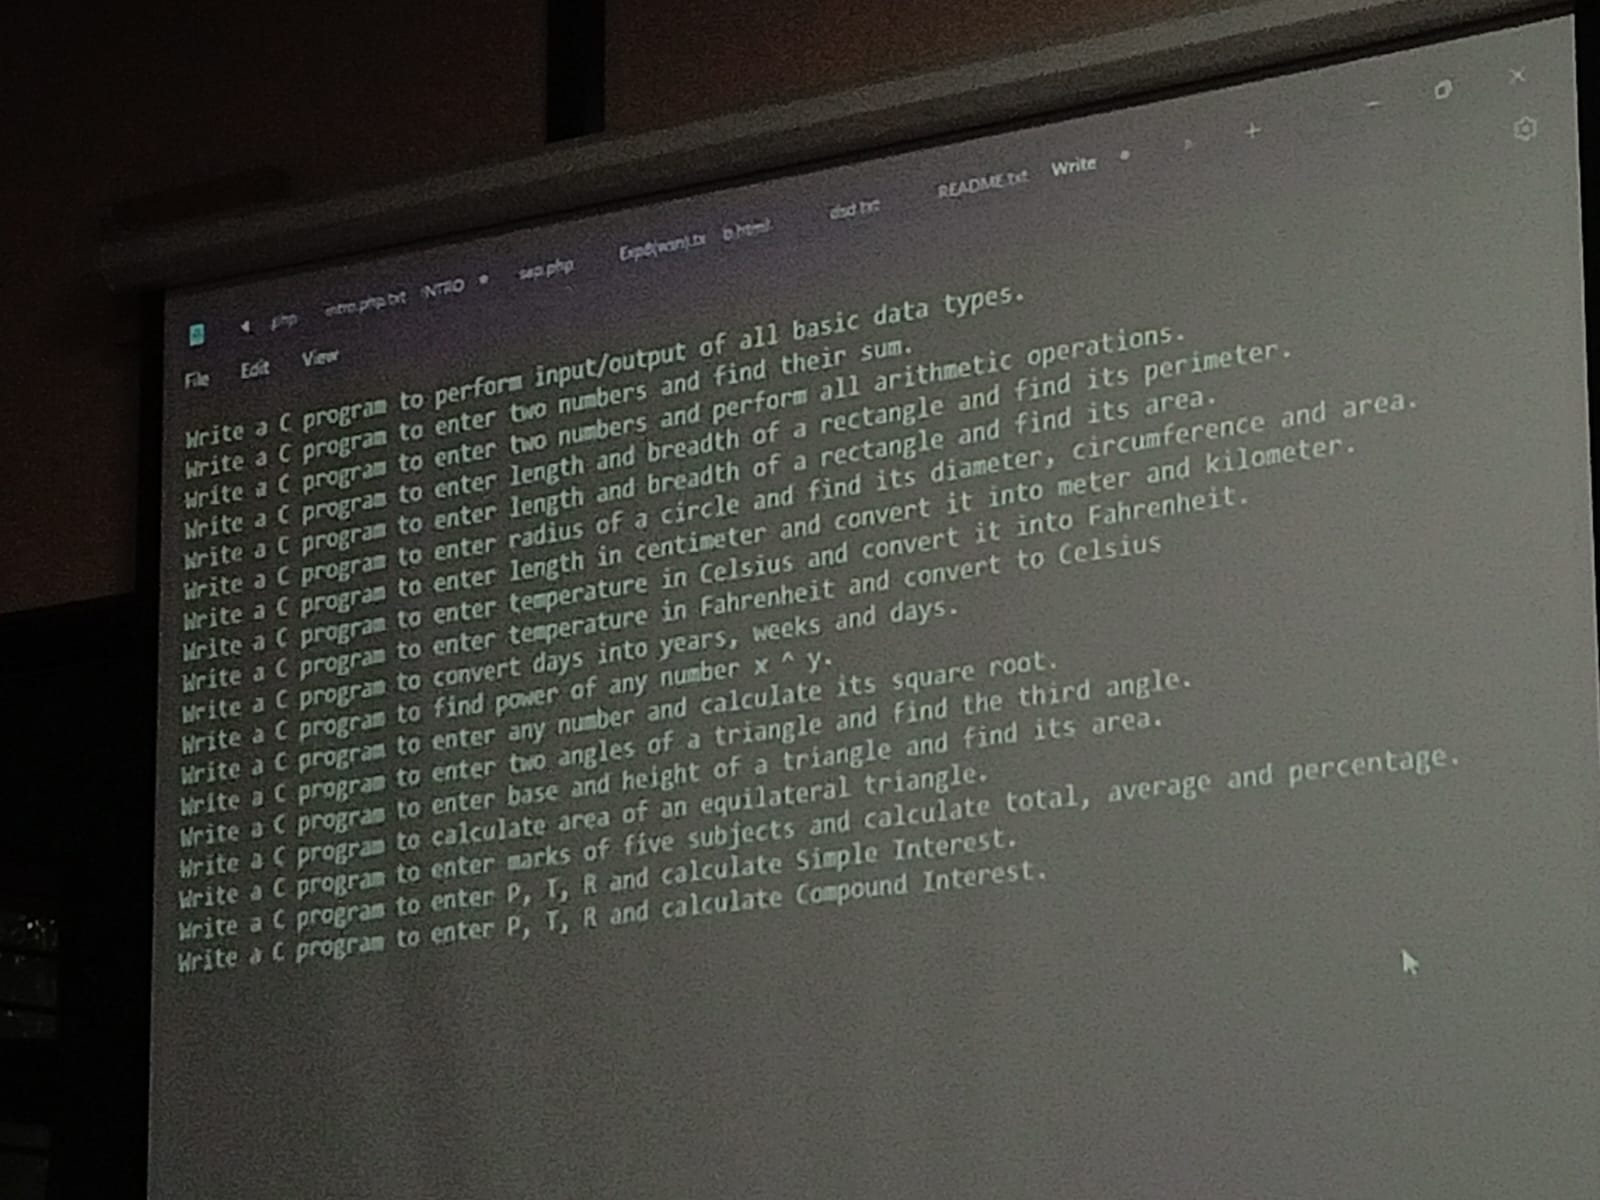 php intro.php.txt INTRO sep.php b.html dsd.txt README.txt Write
File Edit View
Write a C program to perform input/output of all basic data types.
Write a C program to enter two numbers and find their sum.
Write a C program to enter two numbers and perform all arithmetic operations.
Write a C program to enter length and breadth of a rectangle and find its perimeter.
Write a C program to enter length and breadth of a rectangle and find its area.
Write a C program to enter radius of a circle and find its diameter, circumference and area.
Write a C program to enter length in centimeter and convert it into meter and kilometer.
Write a C program to enter temperature in Celsius and convert it into Fahrenheit.
Write a C program to enter temperature in Fahrenheit and convert to Celsius
Write a C program to convert days into years, weeks and days.
Write a C program to find power of any number x ^ y.
Write a C program to enter any number and calculate its square root.
Write a C program to enter two angles of a triangle and find the third angle.
Write a C program to enter base and height of a triangle and find its area.
Write a C program to calculate area of an equilateral triangle.
Write a C program to enter marks of five subjects and calculate total, average and percentage.
Write a C program to enter P, T, R and calculate Simple Interest.
Write a C program to enter P, T, R and calculate Compound Interest.